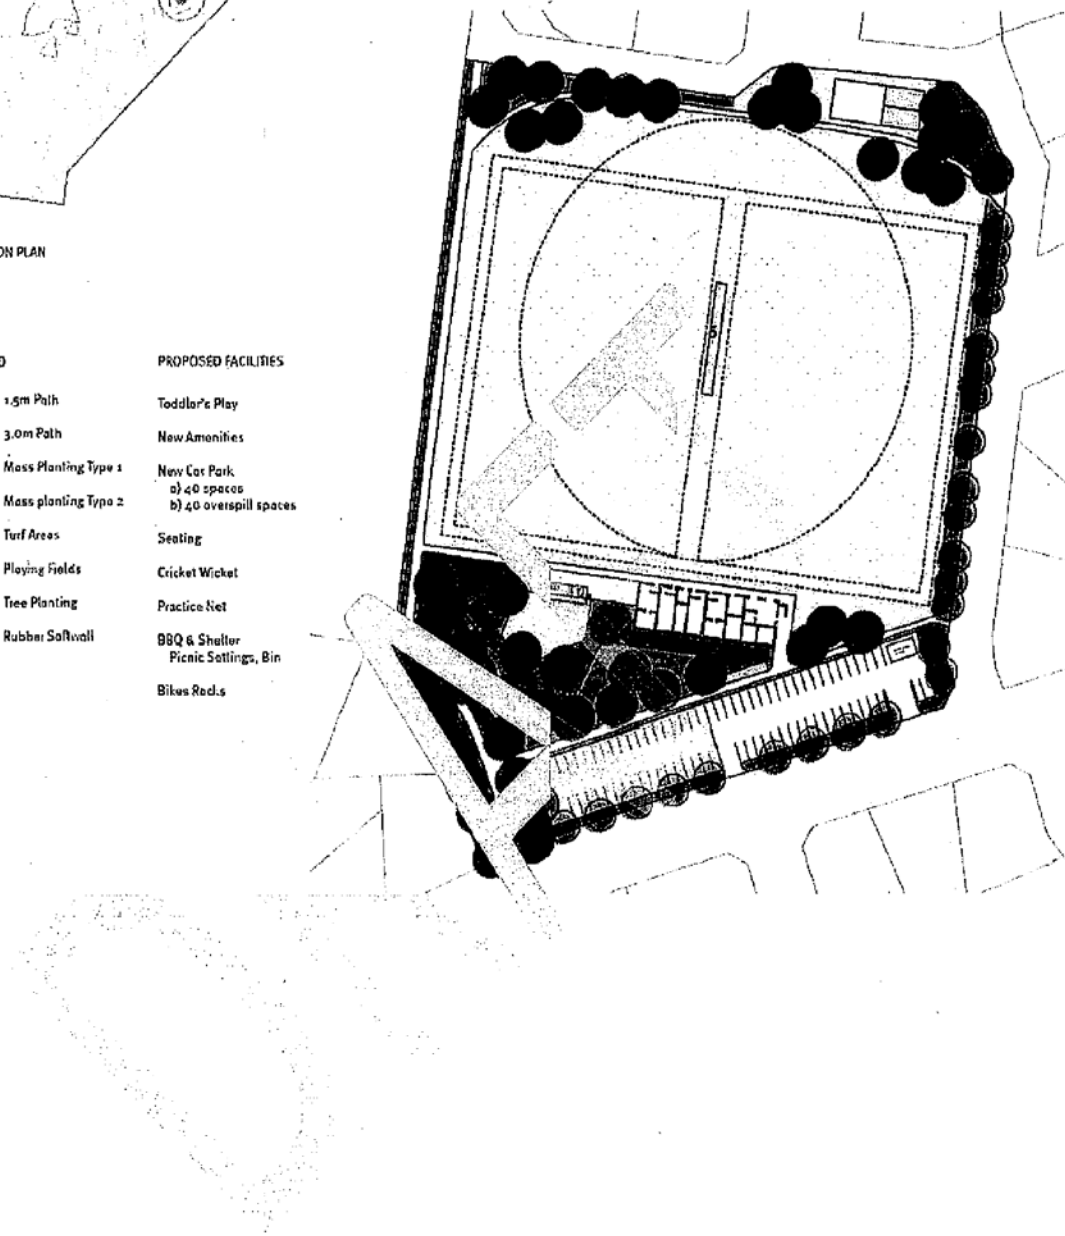 ON PLAN
1.5m Path
3.0m Path
Mass Planting Type 1
Mass planting Type 2
Turf Areas
Playing Fields
Tree Planting
Rubber Softwall
PROPOSED FACILITIES
Toddler's Play
New Amenities
New Car Park
a) 40 spaces
b) 40 overspill spaces
Seating
Cricket Wicket
Practice Net
BBQ & Shelter
Picnic Settings, Bin
Bikes Racks